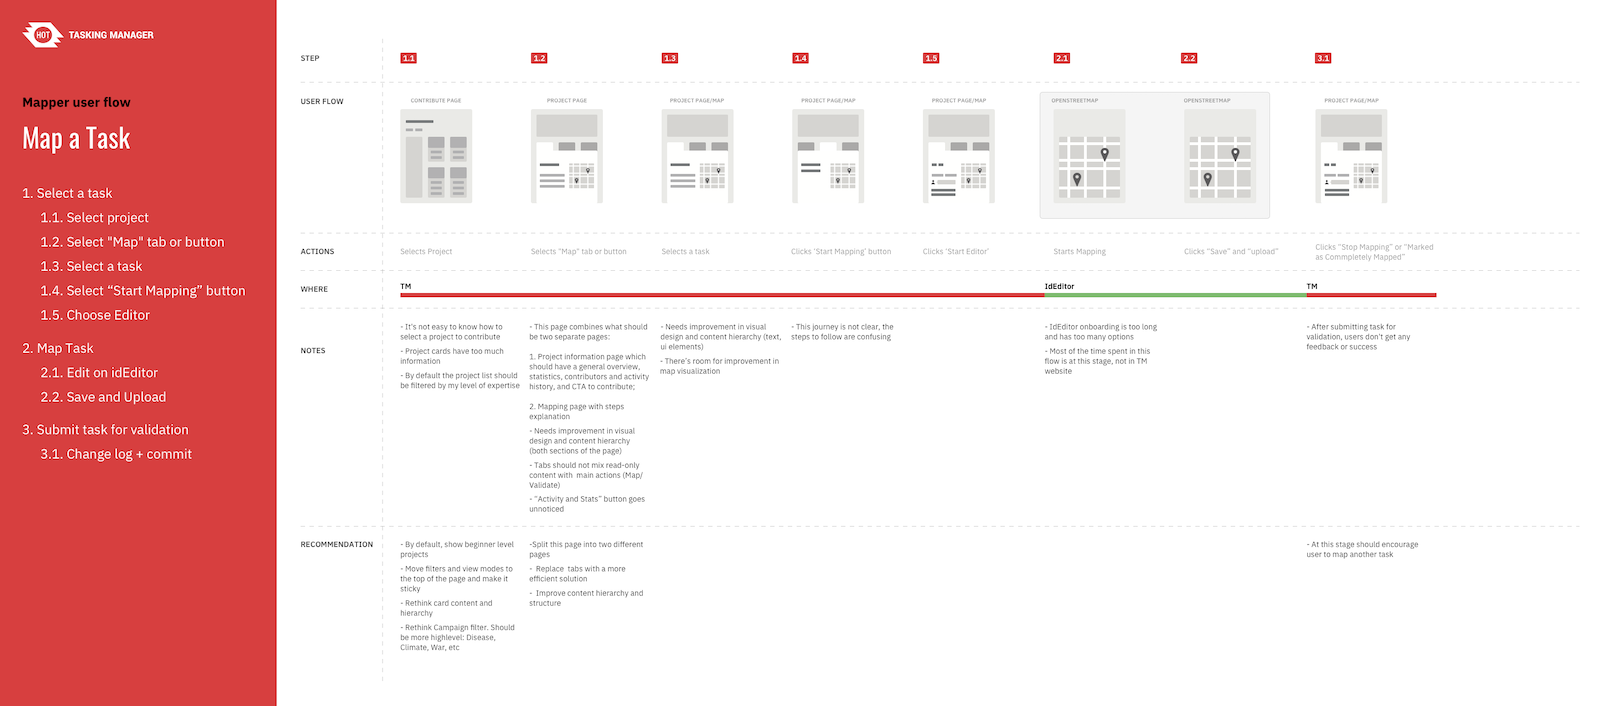 HOT TASKING MANAGER
Mapper user flow
Map a Task
1. Select a task
1.1. Select project
1.2. Select "Map" tab or button
1.3. Select a task
1.4. Select “Start Mapping” button
1.5. Choose Editor
2. Map Task
2.1. Edit on idEditor
2.2. Save and Upload
3. Submit task for validation
3.1. Change log + commit
STEP
1.1
1.2
1.3
1.4
1.5
2.1
2.2
3.1
USER FLOW
CONTRIBUTE PAGE
PROJECT PAGE
PROJECT PAGE/MAP
PROJECT PAGE/MAP
PROJECT PAGE/MAP
OPENSTREETMAP
OPENSTREETMAP
PROJECT PAGE/MAP
ACTIONS
Selects Project
Selects “Map” tab or button
Selects a task
Clicks ‘Start Mapping’ button
Clicks ‘Start Editor’
Starts Mapping
Clicks “Save” and “upload”
Clicks “Stop Mapping” or “Marked
as Commpletely Mapped”
WHERE
TM
IdEditor
TM
NOTES
- It's not easy to know how to
select a project to contribute
- Project cards have too much
information
- By default the project list should
be filtered by my level of expertise
- This page combines what should
be two separate pages:
1. Project information page which
should have a general overview,
statistics, contributors and activity
history, and CTA to contribute;
2. Mapping page with steps
explanation
- Needs improvement in visual
design and content hierarchy
(both sections of the page)
- Tabs should not mix read-only
content with main actions (Map/
Validate)
- “Activity and Stats” button goes
unnoticed
- Needs improvement in visual
design and content hierarchy (text,
ui elements)
- There's room for improvement in
map visualization
- This journey is not clear, the
steps to follow are confusing
- IdEditor onboarding is too long
and has too many options
- Most of the time spent in this
flow is at this stage, not in TM
website
- After submitting task for
validation, users don't get any
feedback or success
RECOMMENDATION
- By default, show beginner level
projects
- Move filters and view modes to
the top of the page and make it
sticky
- Rethink card content and
hierarchy
- Rethink Campaign filter. Should
be more highlevel: Disease,
Climate, War, etc
-Split this page into two different
pages
- Replace tabs with a more
efficient solution
- Improve content hierarchy and
structure
- At this stage should encourage
user to map another task